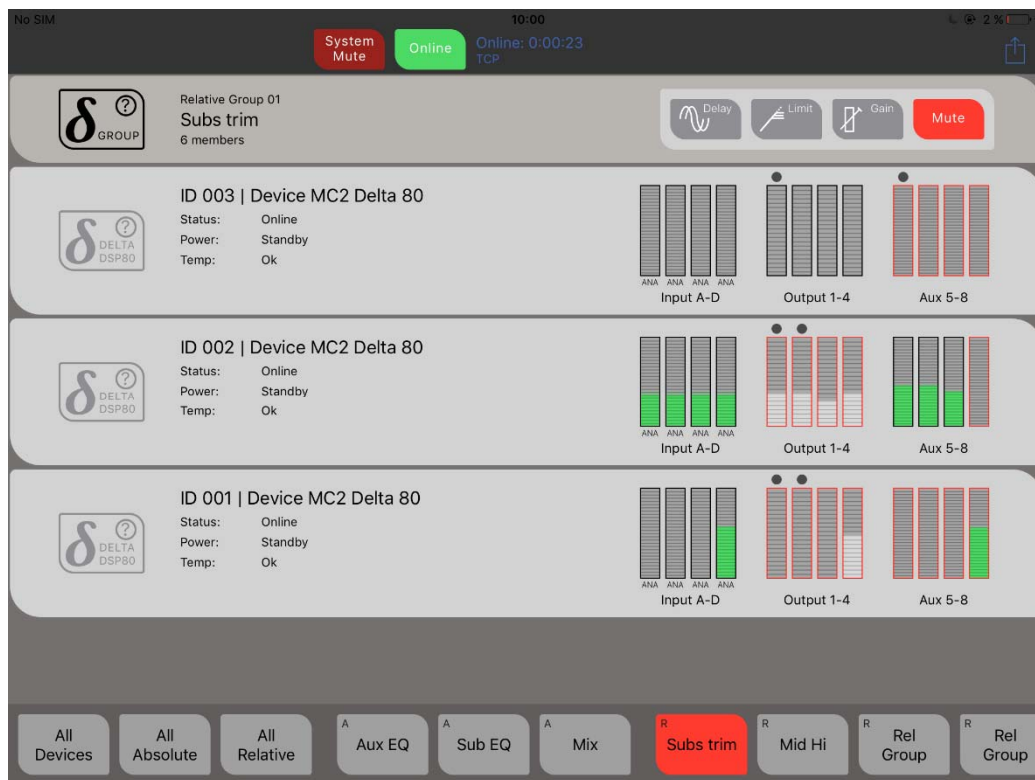 No SIM
10:00
2 %
System
Mute
Online
Online: 0:00:23
TCP
δ ?
GROUP
Relative Group 01
Subs trim
6 members
Delay
Limit
Gain
Mute
ID 003 | Device MC2 Delta 80
δ ?
DELTA
DSP80
Status: Online
Power: Standby
Temp: Ok
ANA ANA ANA ANA
Input A-D Output 1-4 Aux 5-8
ID 002 | Device MC2 Delta 80
δ ?
DELTA
DSP80
Status: Online
Power: Standby
Temp: Ok
ANA ANA ANA ANA
Input A-D Output 1-4 Aux 5-8
ID 001 | Device MC2 Delta 80
δ ?
DELTA
DSP80
Status: Online
Power: Standby
Temp: Ok
ANA ANA ANA ANA
Input A-D Output 1-4 Aux 5-8
All
Devices
All
Absolute
All
Relative
A
Aux EQ
A
Sub EQ
A
Mix
R
Subs trim
R
Mid Hi
R
Rel
Group
R
Rel
Group